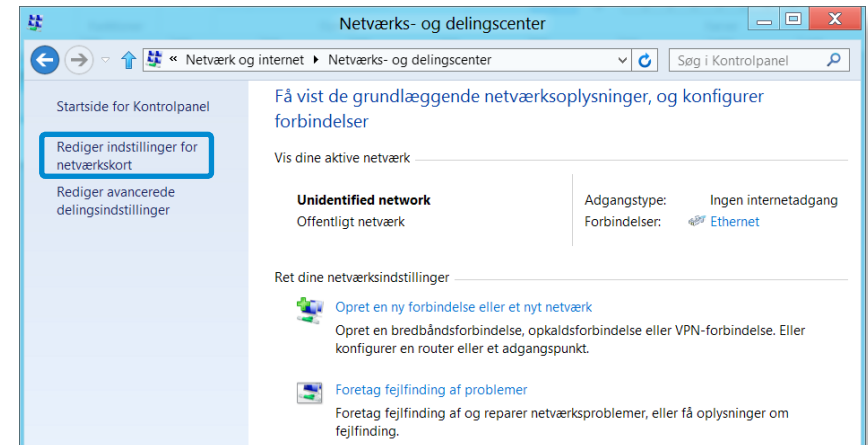 Netværks- og delingscenter
« Netværk og internet Netværks- og delingscenter
Søg i Kontrolpanel
Startside for Kontrolpanel
Rediger indstillinger for
netværkskort
Rediger avancerede
delingsindstillinger
Få vist de grundlæggende netværksoplysninger, og konfigurer
forbindelser
Vis dine aktive netværk
Unidentified network
Offentligt netværk
Adgangstype: Ingen internetadgang
Forbindelser: Ethernet
Ret dine netværksindstillinger
Opret en ny forbindelse eller et nyt netværk
Opret en bredbåndsforbindelse, opkaldsforbindelse eller VPN-forbindelse. Eller
konfigurer en router eller et adgangspunkt.
Foretag fejlfinding af problemer
Foretag fejlfinding af og reparer netværksproblemer, eller få oplysninger om
fejlfinding.